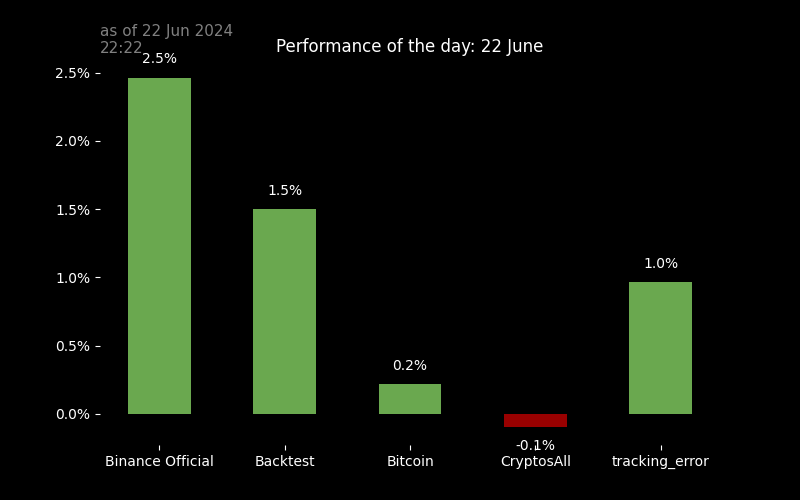 as of 22 Jun 2024
22:22
Performance of the day: 22 June
2.5%
2.5%
2.0%
1.5%
1.5%
1.0%
1.0%
0.5%
0.2%
0.0%
-0.1%
Binance Official
Backtest
Bitcoin
CryptosAll
tracking_error